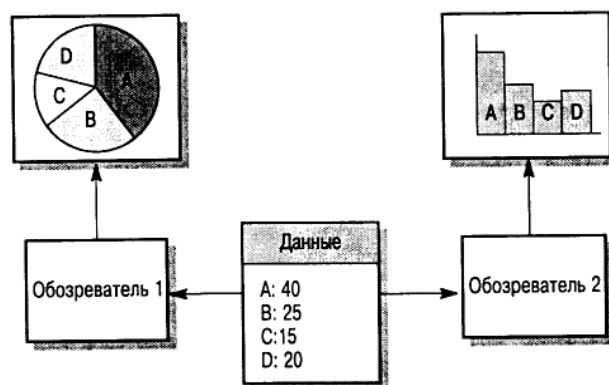 D
A
C
B
A B C D
Обозреватель 1
Данные
A: 40
B: 25
C:15
D: 20
Обозреватель 2